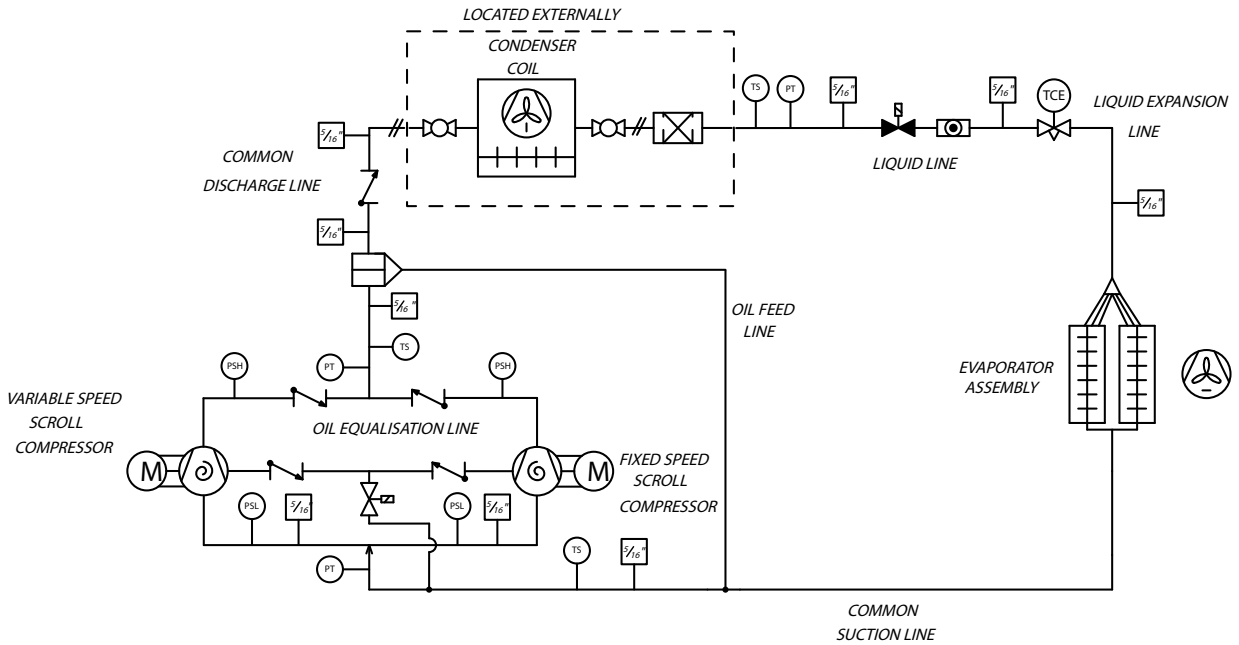 LOCATED EXTERNALLY
CONDENSER
COIL
TS
PT
5/16"
5/16"
TCE
LIQUID EXPANSION
LINE
5/16"
COMMON
DISCHARGE LINE
LIQUID LINE
5/16"
5/16"
5/16"
OIL FEED
LINE
TS
PSH
PT
PSH
EVAPORATOR
ASSEMBLY
VARIABLE SPEED
SCROLL
COMPRESSOR
OIL EQUALISATION LINE
M
M
FIXED SPEED
SCROLL
COMPRESSOR
PSL
5/16"
PSL
5/16"
PT
TS
5/16"
COMMON
SUCTION LINE